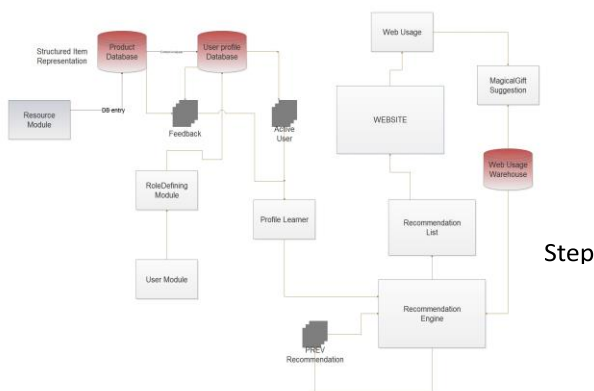 Structured Item
Representation
Product
Database
User profile
Database
Web Usage
MagicalGift
Suggestion
Resource
Module
DB entry
Feedback
Active
User
WEBSITE
Web Usage
Warehouse
RoleDefining
Module
Profile Learner
Recommendation
List
Step
User Module
Recommendation
Engine
PREV
Recommendation